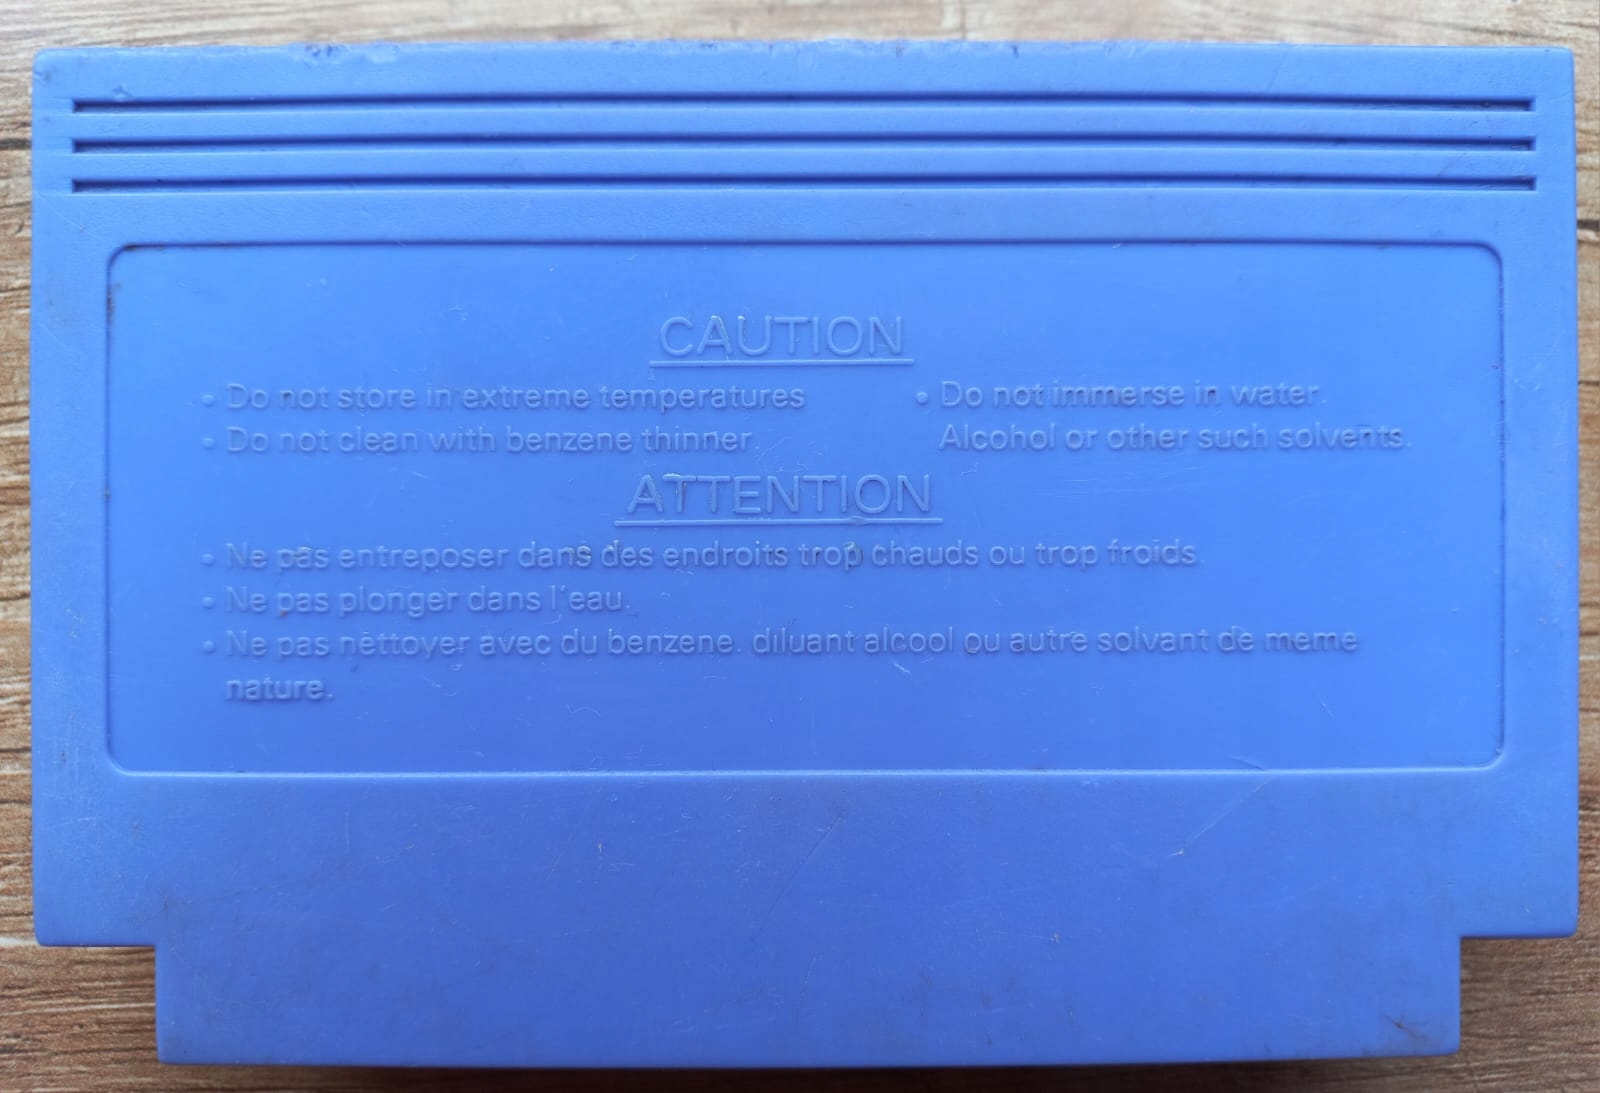 CAUTION
• Do not store in extreme temperatures
• Do not immerse in water.
• Do not clean with benzene thinner.
Alcohol or other such solvents.
ATTENTION
• Ne pas entreposer dans des endroits trop chauds ou trop froids.
• Ne pas plonger dans l'eau.
• Ne pas nettoyer avec du benzene. diluant alcool ou autre solvant de meme
nature.